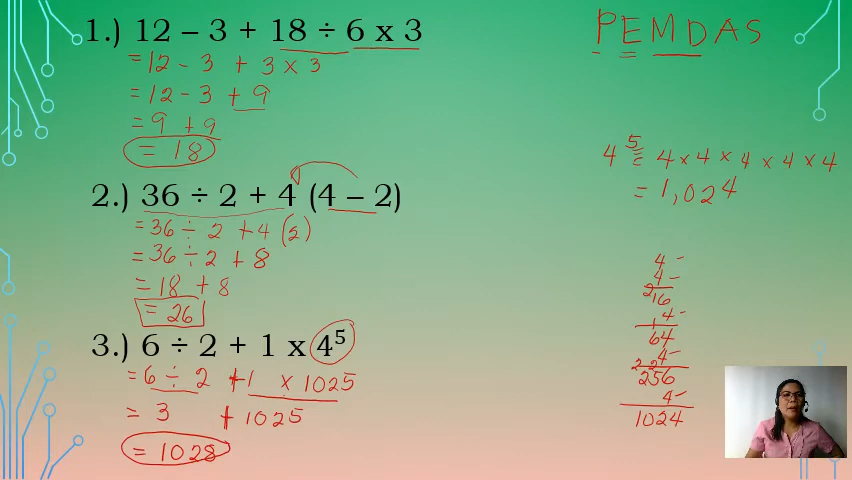 1.) 12 – 3 + 18 ÷ 6 x 3
= 12 - 3 + 3 x 3
= 12 - 3 + 9
= 9 + 9
= 18
2.) 36 ÷ 2 + 4 (4 – 2)
= 36 ÷ 2 + 4 (2)
= 36 ÷ 2 + 8
= 18 + 8
= 26
3.) 6 ÷ 2 + 1 x 4⁵
= 6 ÷ 2 + 1 x 1025
= 3 + 1025
= 1028
PEMDAS
4⁵ = 4 x 4 x 4 x 4 x 4
= 1,024
4
4
16
4
64
4
256
4
1024